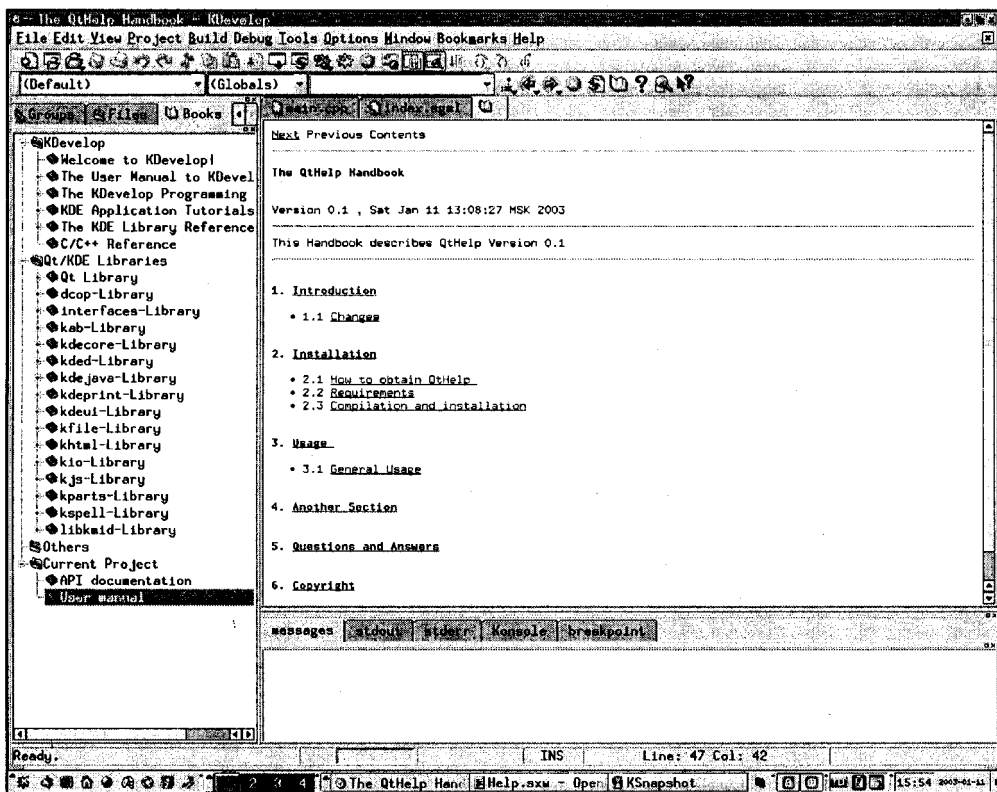 The QtHelp Handbook - KDevelop
File Edit View Project Build Debug Tools Options Window Bookmarks Help
(Default) (Globals)
Groups Files Books
main.cpp index.sgml
KDevelop
Welcome to KDevelop!
The User Manual to KDevel
The KDevelop Programming
KDE Application Tutorials
The KDE Library Reference
C/C++ Reference
Qt/KDE Libraries
Qt Library
dcop-Library
interfaces-Library
kab-Library
kdecore-Library
kded-Library
kdejava-Library
kdeprint-Library
kdeui-Library
kfile-Library
khtml-Library
kio-Library
kjs-Library
kparts-Library
kspell-Library
libkmid-Library
Others
Current Project
API documentation
User manual
Next Previous Contents
The QtHelp Handbook
Version 0.1 , Sat Jan 11 13:08:27 MSK 2003
This Handbook describes QtHelp Version 0.1
1. Introduction
• 1.1 Changes
2. Installation
• 2.1 How to obtain QtHelp
• 2.2 Requirements
• 2.3 Compilation and installation
3. Usage
• 3.1 General Usage
4. Another Section
5. Questions and Answers
6. Copyright
messages stdout stderr Konsole breakpoint
Ready.
INS Line: 47 Col: 42
2 3 4 The QtHelp Hand Help.sxw - Open KSnapshot 15:54 2003-01-11